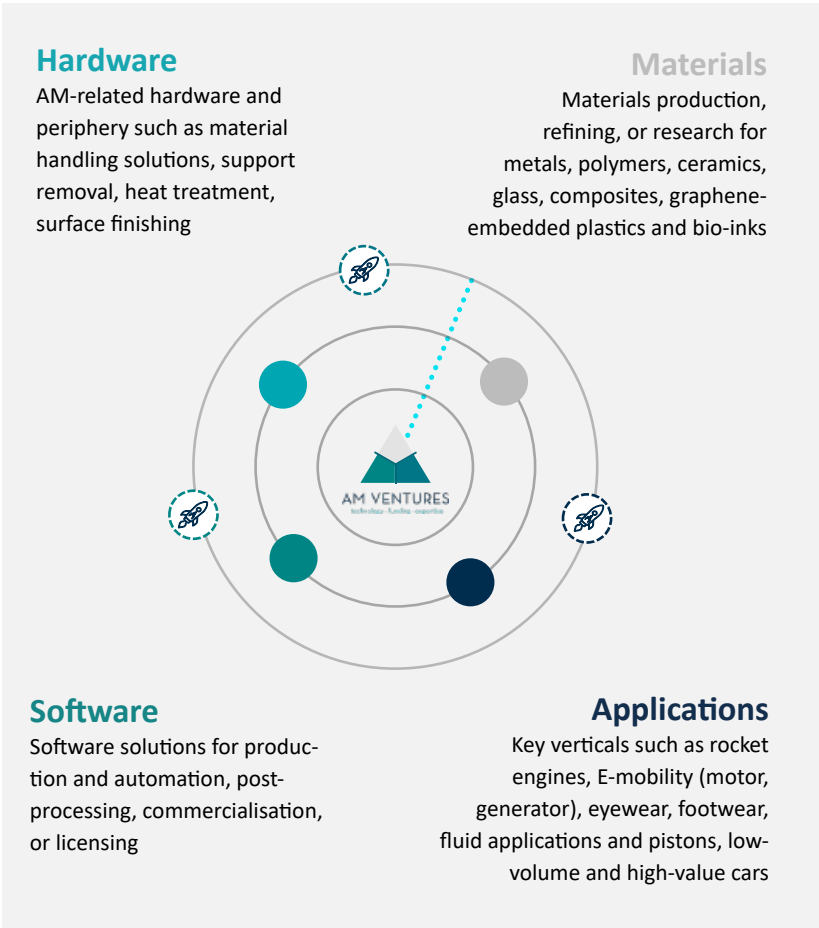 Hardware
AM-related hardware and
periphery such as material
handling solutions, support
removal, heat treatment,
surface finishing
Materials
Materials production,
refining, or research for
metals, polymers, ceramics,
glass, composites, graphene-
embedded plastics and bio-inks
AM VENTURES
technology · funding · expertise
Software
Software solutions for produc-
tion and automation, post-
processing, commercialisation,
or licensing
Applications
Key verticals such as rocket
engines, E-mobility (motor,
generator), eyewear, footwear,
fluid applications and pistons, low-
volume and high-value cars